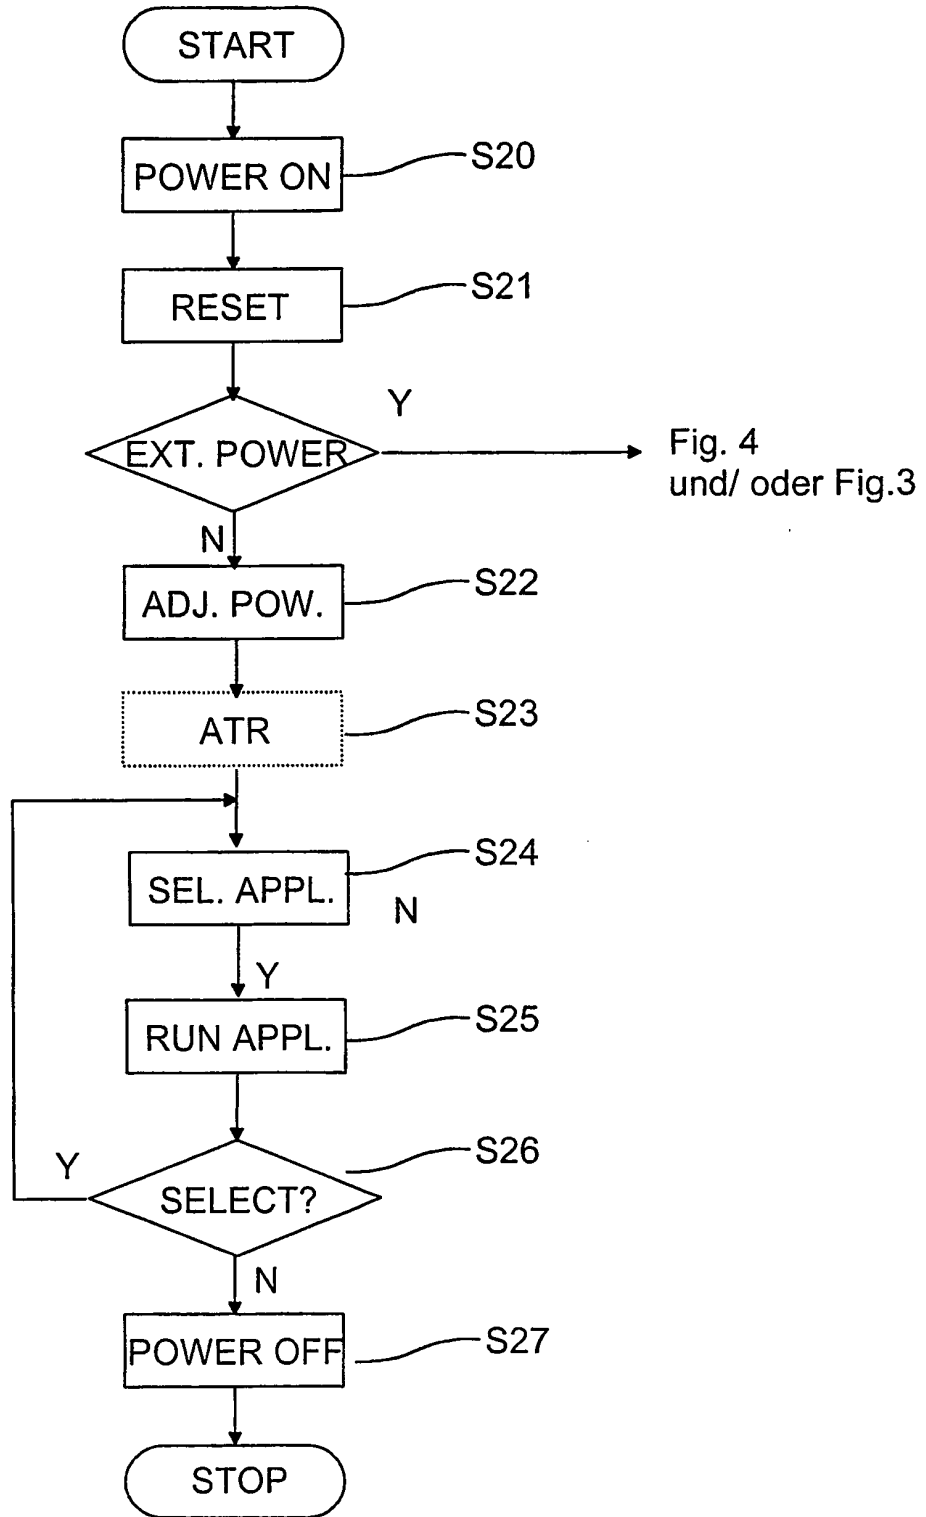 START
POWER ON
S20
RESET
S21
EXT. POWER
Y
Fig. 4
und/ oder Fig.3
N
ADJ. POW.
S22
ATR
S23
SEL. APPL.
S24
N
Y
RUN APPL.
S25
SELECT?
S26
Y
N
POWER OFF
S27
STOP